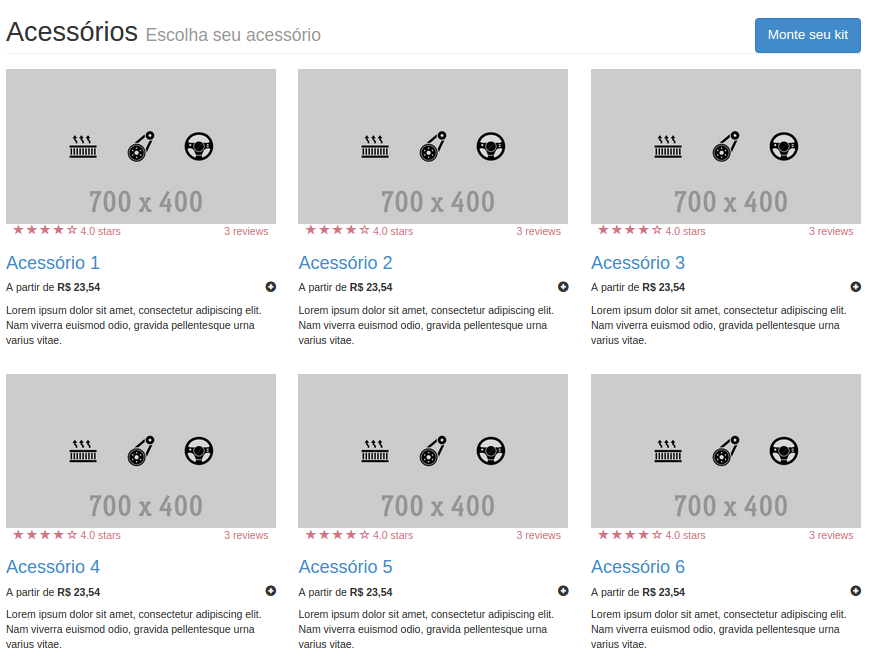 Acessórios Escolha seu acessório
Monte seu kit
700 x 400
★★★★☆ 4.0 stars 3 reviews
Acessório 1
A partir de R$ 23,54
Lorem ipsum dolor sit amet, consectetur adipiscing elit.
Nam viverra euismod odio, gravida pellentesque urna
varius vitae.
700 x 400
★★★★☆ 4.0 stars 3 reviews
Acessório 2
A partir de R$ 23,54
Lorem ipsum dolor sit amet, consectetur adipiscing elit.
Nam viverra euismod odio, gravida pellentesque urna
varius vitae.
700 x 400
★★★★☆ 4.0 stars 3 reviews
Acessório 3
A partir de R$ 23,54
Lorem ipsum dolor sit amet, consectetur adipiscing elit.
Nam viverra euismod odio, gravida pellentesque urna
varius vitae.
700 x 400
★★★★☆ 4.0 stars 3 reviews
Acessório 4
A partir de R$ 23,54
Lorem ipsum dolor sit amet, consectetur adipiscing elit.
Nam viverra euismod odio, gravida pellentesque urna
varius vitae.
700 x 400
★★★★☆ 4.0 stars 3 reviews
Acessório 5
A partir de R$ 23,54
Lorem ipsum dolor sit amet, consectetur adipiscing elit.
Nam viverra euismod odio, gravida pellentesque urna
varius vitae.
700 x 400
★★★★☆ 4.0 stars 3 reviews
Acessório 6
A partir de R$ 23,54
Lorem ipsum dolor sit amet, consectetur adipiscing elit.
Nam viverra euismod odio, gravida pellentesque urna
varius vitae.